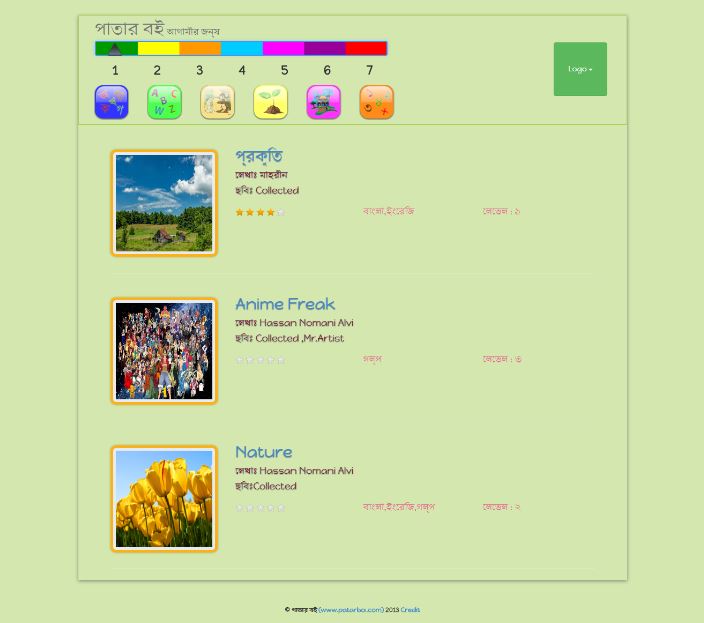 পাতার বই আগামীর জন্য
1 2 3 4 5 6 7
Logo
প্রকৃতি
লেখাঃ মাহরীন
ছবিঃ Collected
বাংলা,ইংরেজি লেভেল : ১
Anime Freak
লেখাঃ Hassan Nomani Alvi
ছবিঃ Collected ,Mr.Artist
গল্প লেভেল : ৩
Nature
লেখাঃ Hassan Nomani Alvi
ছবিঃCollected
বাংলা,ইংরেজি,গল্প লেভেল : ২
© পাতার বই (www.patarboi.com) 2013 Credit